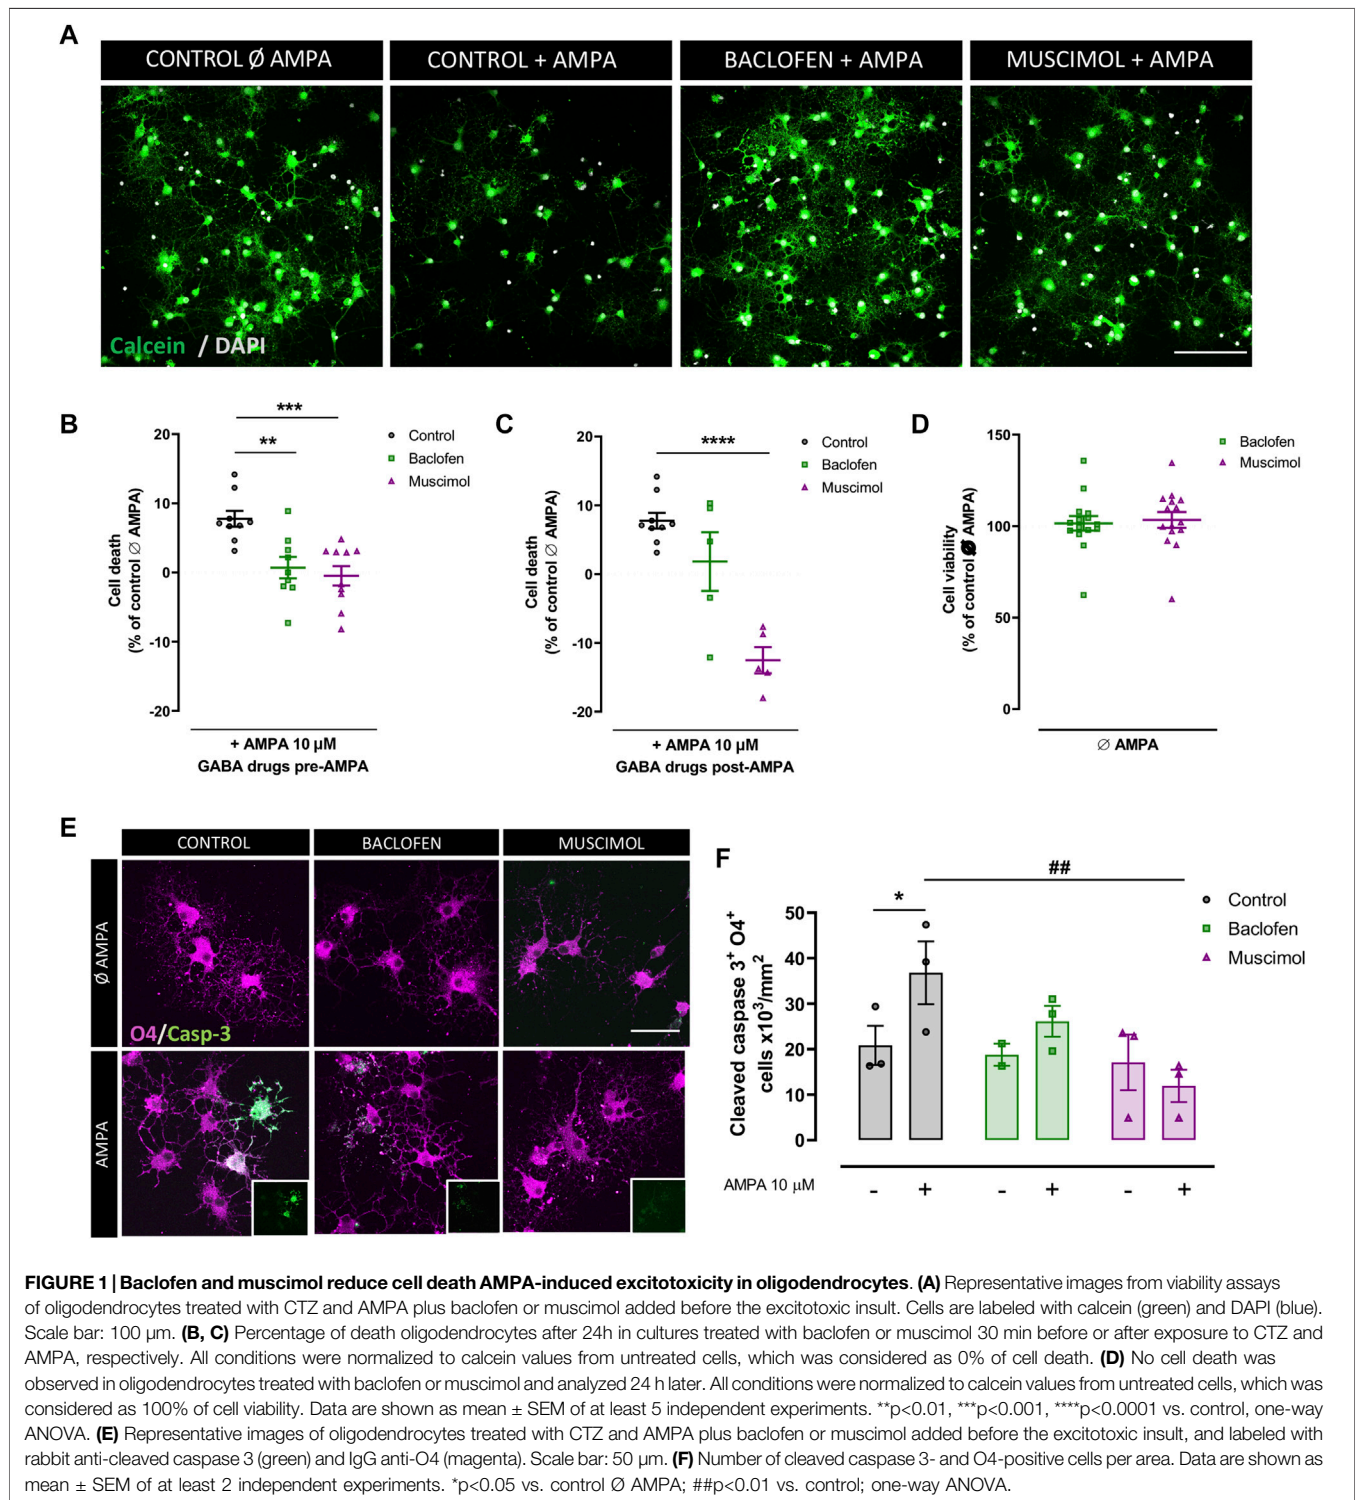 A
CONTROL Ø AMPA
CONTROL + AMPA
BACLOFEN + AMPA
MUSCIMOL + AMPA
Calcein / DAPI
B
***
**
Control
Baclofen
Muscimol
20
10
0
-10
-20
Cell death
(% of control Ø AMPA)
+ AMPA 10 µM
GABA drugs pre-AMPA
C
****
Control
Baclofen
Muscimol
20
10
0
-10
-20
Cell death
(% of control Ø AMPA)
+ AMPA 10 µM
GABA drugs post-AMPA
D
Baclofen
Muscimol
150
100
50
0
Cell viability
(% of control Ø AMPA)
Ø AMPA
E
CONTROL
BACLOFEN
MUSCIMOL
Ø AMPA
O4/Casp-3
AMPA
F
##
*
Control
Baclofen
Muscimol
50
40
30
20
10
0
Cleaved caspase 3⁺ O4⁺
cells x10³/mm²
AMPA 10 µM
- + - + - +
FIGURE 1 | Baclofen and muscimol reduce cell death AMPA-induced excitotoxicity in oligodendrocytes. (A) Representative images from viability assays
of oligodendrocytes treated with CTZ and AMPA plus baclofen or muscimol added before the excitotoxic insult. Cells are labeled with calcein (green) and DAPI (blue).
Scale bar: 100 µm. (B, C) Percentage of death oligodendrocytes after 24h in cultures treated with baclofen or muscimol 30 min before or after exposure to CTZ and
AMPA, respectively. All conditions were normalized to calcein values from untreated cells, which was considered as 0% of cell death. (D) No cell death was
observed in oligodendrocytes treated with baclofen or muscimol and analyzed 24 h later. All conditions were normalized to calcein values from untreated cells, which was
considered as 100% of cell viability. Data are shown as mean ± SEM of at least 5 independent experiments. **p<0.01, ***p<0.001, ****p<0.0001 vs. control, one-way
ANOVA. (E) Representative images of oligodendrocytes treated with CTZ and AMPA plus baclofen or muscimol added before the excitotoxic insult, and labeled with
rabbit anti-cleaved caspase 3 (green) and IgG anti-O4 (magenta). Scale bar: 50 µm. (F) Number of cleaved caspase 3- and O4-positive cells per area. Data are shown as
mean ± SEM of at least 2 independent experiments. *p<0.05 vs. control Ø AMPA; ##p<0.01 vs. control; one-way ANOVA.